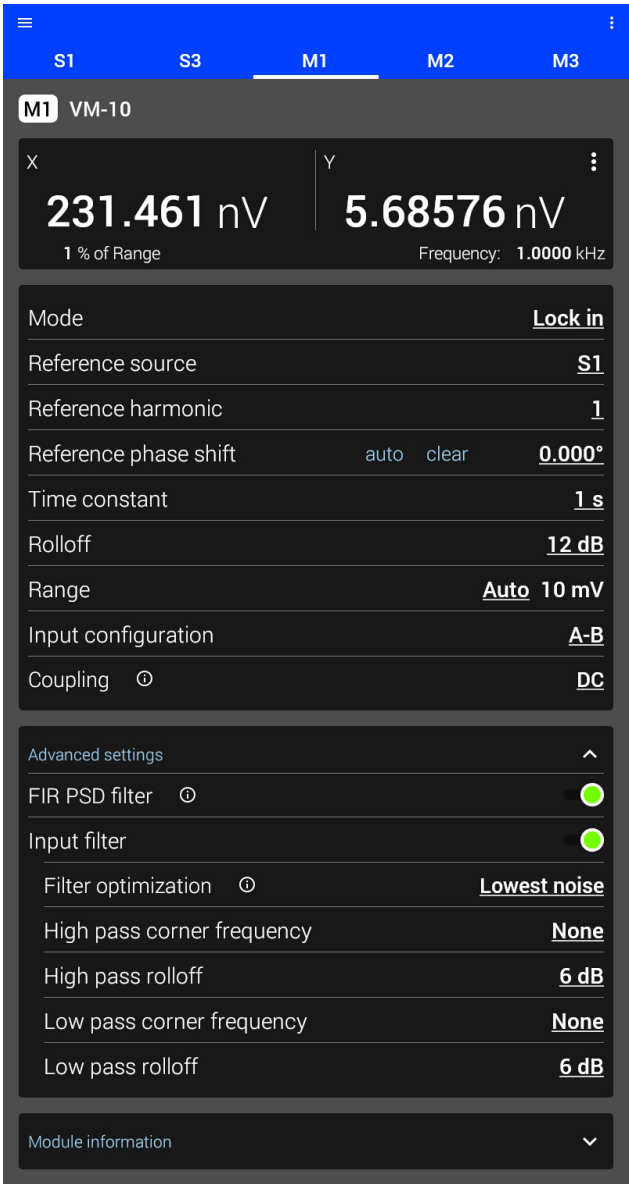 S1 S3 M1 M2 M3
M1 VM-10
X Y
231.461 nV 5.68576 nV
1 % of Range Frequency: 1.0000 kHz
Mode Lock in
Reference source S1
Reference harmonic 1
Reference phase shift auto clear 0.000°
Time constant 1 s
Rolloff 12 dB
Range Auto 10 mV
Input configuration A-B
Coupling DC
Advanced settings
FIR PSD filter
Input filter
Filter optimization Lowest noise
High pass corner frequency None
High pass rolloff 6 dB
Low pass corner frequency None
Low pass rolloff 6 dB
Module information